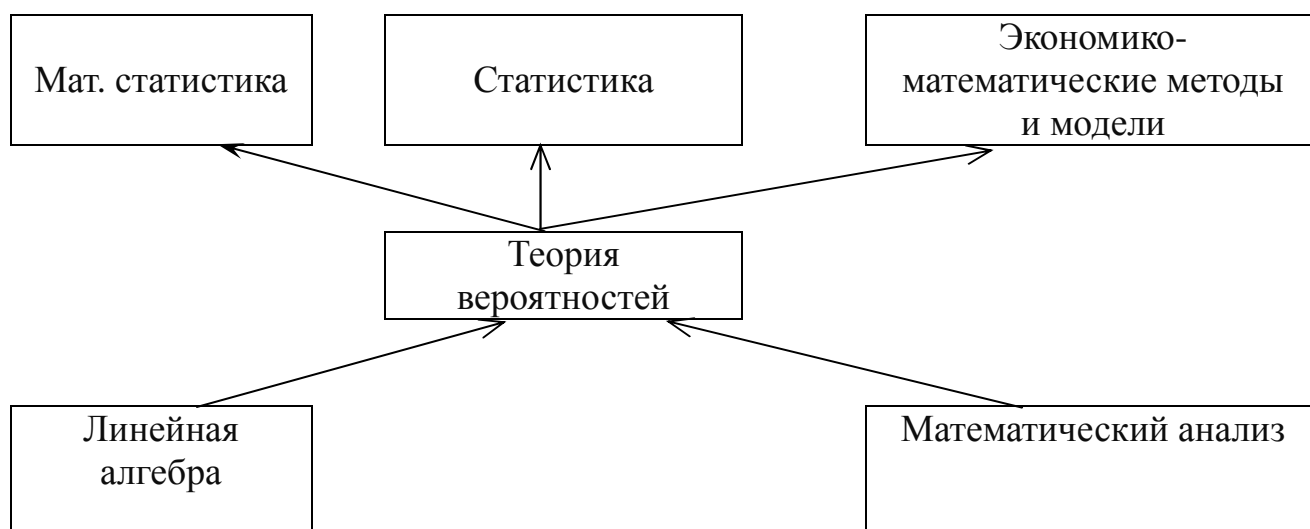 Мат. статистика
Статистика
Экономико-
математические методы
и модели
Теория
вероятностей
Линейная
алгебра
Математический анализ